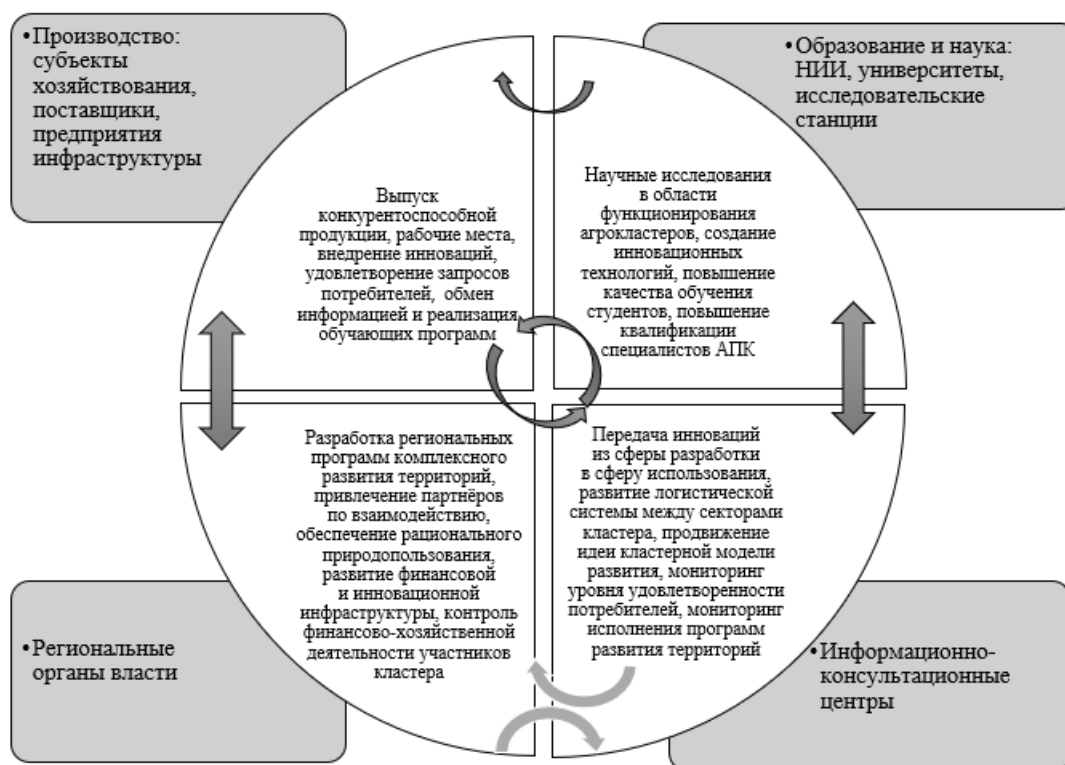 •Производство:
субъекты
хозяйствования,
поставщики,
предприятия
инфраструктуры
•Образование и наука:
НИИ, университеты,
исследовательские
станции
Выпуск
конкурентоспособной
продукции, рабочие места,
внедрение инноваций,
удовлетворение запросов
потребителей, обмен
информацией и реализация
обучающих программ
Научные исследования
в области
функционирования
агрокластеров, создание
инновационных
технологий, повышение
качества обучения
студентов, повышение
квалификации
специалистов АПК
Разработка региональных
программ комплексного
развития территорий,
привлечение партнёров
по взаимодействию,
обеспечение рационального
природопользования,
развитие финансовой
и инновационной
инфраструктуры, контроль
финансово-хозяйственной
деятельности участников
кластера
Передача инноваций
из сферы разработки
в сферу использования,
развитие логистической
системы между секторами
кластера, продвижение
идеи кластерной модели
развития, мониторинг
уровня удовлетворенности
потребителей, мониторинг
исполнения программ
развития территорий
•Региональные
органы власти
•Информационно-
консультационные
центры